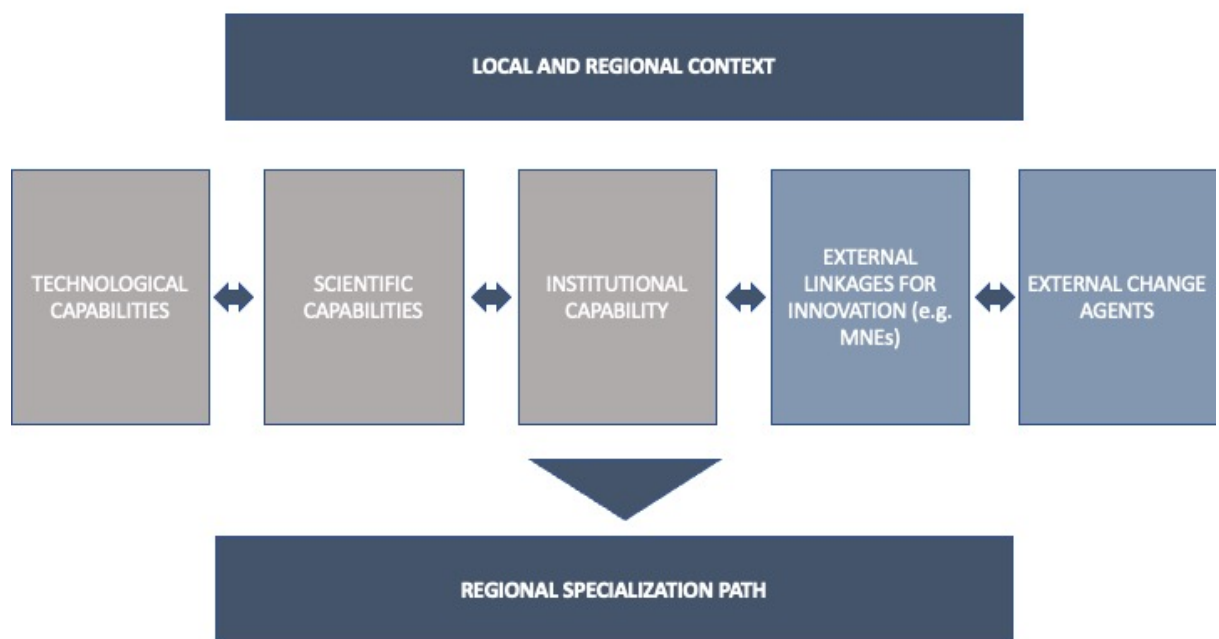 LOCAL AND REGIONAL CONTEXT
TECHNOLOGICAL
CAPABILITIES
SCIENTIFIC
CAPABILITIES
INSTITUTIONAL
CAPABILITY
EXTERNAL
LINKAGES FOR
INNOVATION (e.g.
MNEs)
EXTERNAL CHANGE
AGENTS
REGIONAL SPECIALIZATION PATH